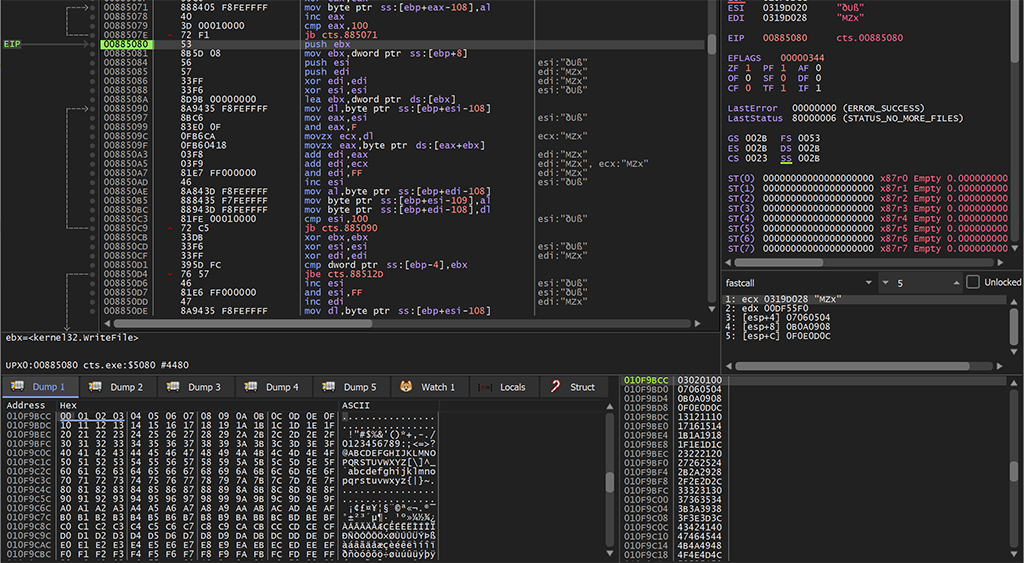 00885071 888405 F8FEFFFF mov byte ptr ss:[ebp+eax-108],al
00885078 40 inc eax
00885079 3D 00010000 cmp eax,100
0088507E 72 F1 jb cts.885071
EIP 00885080 53 push ebx
00885081 8B5D 08 mov ebx,dword ptr ss:[ebp+8]
00885084 56 push esi esi:"ðuß"
00885085 57 push edi edi:"MZx"
00885086 33FF xor edi,edi edi:"MZx"
00885088 33F6 xor esi,esi esi:"ðuß"
0088508A 8D9B 00000000 lea ebx,dword ptr ds:[ebx]
00885090 8A9435 F8FEFFFF mov dl,byte ptr ss:[ebp+esi-108]
00885097 8BC6 mov eax,esi esi:"ðuß"
00885099 83E0 0F and eax,F
0088509C 0FB6CA movzx ecx,dl ecx:"MZx"
0088509F 0FB60418 movzx eax,byte ptr ds:[eax+ebx]
008850A3 03F8 add edi,eax edi:"MZx"
008850A5 03F9 add edi,ecx edi:"MZx", ecx:"MZx"
008850A7 81E7 FF000000 and edi,FF edi:"MZx"
008850AD 46 inc esi esi:"ðuß"
008850AE 8A843D F8FEFFFF mov al,byte ptr ss:[ebp+edi-108]
008850B5 888435 F7FEFFFF mov byte ptr ss:[ebp+esi-109],al
008850BC 88943D F8FEFFFF mov byte ptr ss:[ebp+edi-108],dl
008850C3 81FE 00010000 cmp esi,100 esi:"ðuß"
008850C9 72 C5 jb cts.885090
008850CB 33DB xor ebx,ebx
008850CD 33F6 xor esi,esi esi:"ðuß"
008850CF 33FF xor edi,edi edi:"MZx"
008850D1 395D FC cmp dword ptr ss:[ebp-4],ebx
008850D4 76 57 jbe cts.88512D
008850D6 46 inc esi esi:"ðuß"
008850D7 81E6 FF000000 and esi,FF esi:"ðuß"
008850DD 47 inc edi edi:"MZx"
008850DE 8A9435 F8FEFFFF mov dl,byte ptr ss:[ebp+esi-108]
ebx=<kernel32.WriteFile>
UPX0:00885080 cts.exe:$5080 #4480
ESI 0319D000 "ðuß"
EDI 0319D028 "MZx"
EIP 00885080 cts.00885080
EFLAGS 00000344
ZF 1 PF 1 AF 0
OF 0 SF 0 DF 0
CF 0 TF 1 IF 1
LastError 00000000 (ERROR_SUCCESS)
LastStatus 80000006 (STATUS_NO_MORE_FILES)
GS 002B FS 0053
ES 002B DS 002B
CS 0023 SS 002B
ST(0) 00000000000000000000 x87r0 Empty 0.000000000
ST(1) 00000000000000000000 x87r1 Empty 0.000000000
ST(2) 00000000000000000000 x87r2 Empty 0.000000000
ST(3) 00000000000000000000 x87r3 Empty 0.000000000
ST(4) 00000000000000000000 x87r4 Empty 0.000000000
ST(5) 00000000000000000000 x87r5 Empty 0.000000000
ST(6) 00000000000000000000 x87r6 Empty 0.000000000
ST(7) 00000000000000000000 x87r7 Empty 0.000000000
fastcall 5 Unlocked
1: ecx 0319D028 "MZx"
2: edx 00DF55F0
3: [esp+4] 07060504
4: [esp+8] 0B0A0908
5: [esp+C] 0F0E0D0C
Dump 1 Dump 2 Dump 3 Dump 4 Dump 5 Watch 1 Locals Struct
Address Hex ASCII
010F9BCC 00 01 02 03 04 05 06 07 08 09 0A 0B 0C 0D 0E 0F ................
010F9BDC 10 11 12 13 14 15 16 17 18 19 1A 1B 1C 1D 1E 1F ................
010F9BEC 20 21 22 23 24 25 26 27 28 29 2A 2B 2C 2D 2E 2F !"#$%&'()*+,-./
010F9BFC 30 31 32 33 34 35 36 37 38 39 3A 3B 3C 3D 3E 3F 0123456789:;<=>?
010F9C0C 40 41 42 43 44 45 46 47 48 49 4A 4B 4C 4D 4E 4F @ABCDEFGHIJKLMNO
010F9C1C 50 51 52 53 54 55 56 57 58 59 5A 5B 5C 5D 5E 5F PQRSTUVWXYZ[\]^_
010F9C2C 60 61 62 63 64 65 66 67 68 69 6A 6B 6C 6D 6E 6F `abcdefghijklmno
010F9C3C 70 71 72 73 74 75 76 77 78 79 7A 7B 7C 7D 7E 7F pqrstuvwxyz{|}~.
010F9C4C 80 81 82 83 84 85 86 87 88 89 8A 8B 8C 8D 8E 8F ................
010F9C5C 90 91 92 93 94 95 96 97 98 99 9A 9B 9C 9D 9E 9F ................
010F9C6C A0 A1 A2 A3 A4 A5 A6 A7 A8 A9 AA AB AC AD AE AF ¡¢£¤¥¦§¨©ª«¬.®¯
010F9C7C B0 B1 B2 B3 B4 B5 B6 B7 B8 B9 BA BB BC BD BE BF °±²³´µ¶·¸¹º»¼½¾¿
010F9C8C C0 C1 C2 C3 C4 C5 C6 C7 C8 C9 CA CB CC CD CE CF ÀÁÂÃÄÅÆÇÈÉÊËÌÍÎÏ
010F9C9C D0 D1 D2 D3 D4 D5 D6 D7 D8 D9 DA DB DC DD DE DF ÐÑÒÓÔÕÖ×ØÙÚÛÜÝÞß
010F9CAC E0 E1 E2 E3 E4 E5 E6 E7 E8 E9 EA EB EC ED EE EF àáâãäåæçèéêëìíîï
010F9CBC F0 F1 F2 F3 F4 F5 F6 F7 F8 F9 FA FB FC FD FE FF ðñòóôõö÷øùúûüýþÿ
010F9BCC 03020100
010F9BD0 07060504
010F9BD4 0B0A0908
010F9BD8 0F0E0D0C
010F9BDC 13121110
010F9BE0 17161514
010F9BE4 1B1A1918
010F9BE8 1F1E1D1C
010F9BEC 23222120
010F9BF0 27262524
010F9BF4 2B2A2928
010F9BF8 2F2E2D2C
010F9BFC 33323130
010F9C00 37363534
010F9C04 3B3A3938
010F9C08 3F3E3D3C
010F9C0C 43424140
010F9C10 47464544
010F9C14 4B4A4948
010F9C18 4F4E4D4C